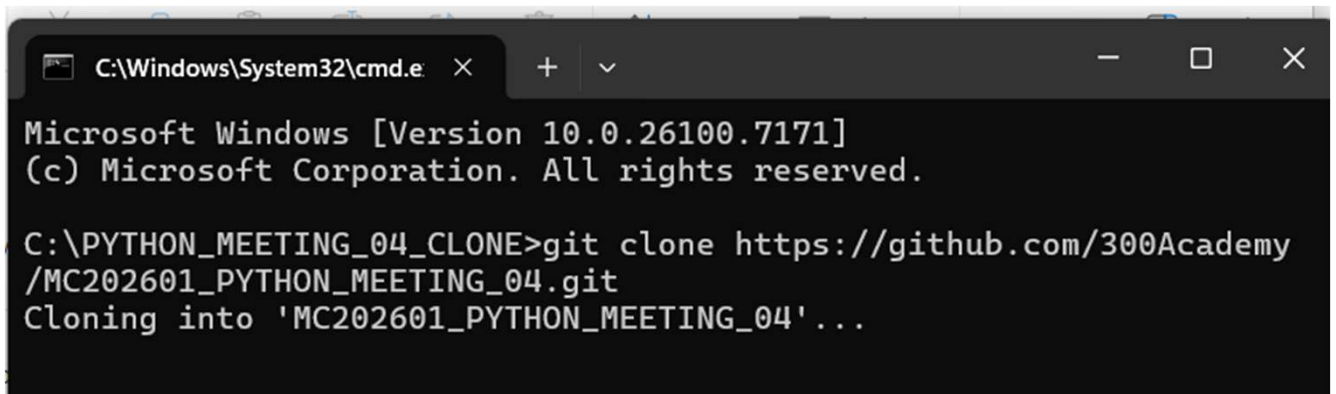 C:\Windows\System32\cmd.e
Microsoft Windows [Version 10.0.26100.7171]
(c) Microsoft Corporation. All rights reserved.
C:\PYTHON_MEETING_04_CLONE>git clone https://github.com/300Academy
/MC202601_PYTHON_MEETING_04.git
Cloning into 'MC202601_PYTHON_MEETING_04'...